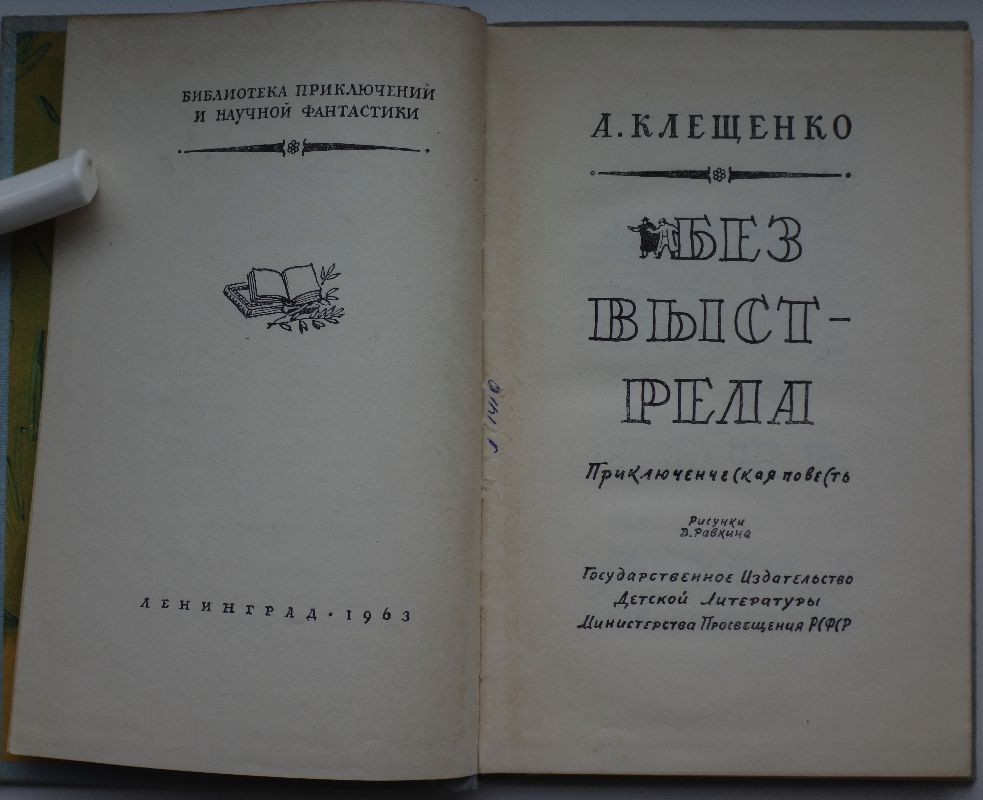 БИБЛИОТЕКА ПРИКЛЮЧЕНИЙ
И НАУЧНОЙ ФАНТАСТИКИ
ЛЕНИНГРАД · 1963
А. КЛЕЩЕНКО
БЕЗ
ВЫСТ-
РЕЛА
Приключенческая повесть
Рисунки
В. Равкина
Государственное Издательство
Детской Литературы
Министерства Просвещения РСФСР